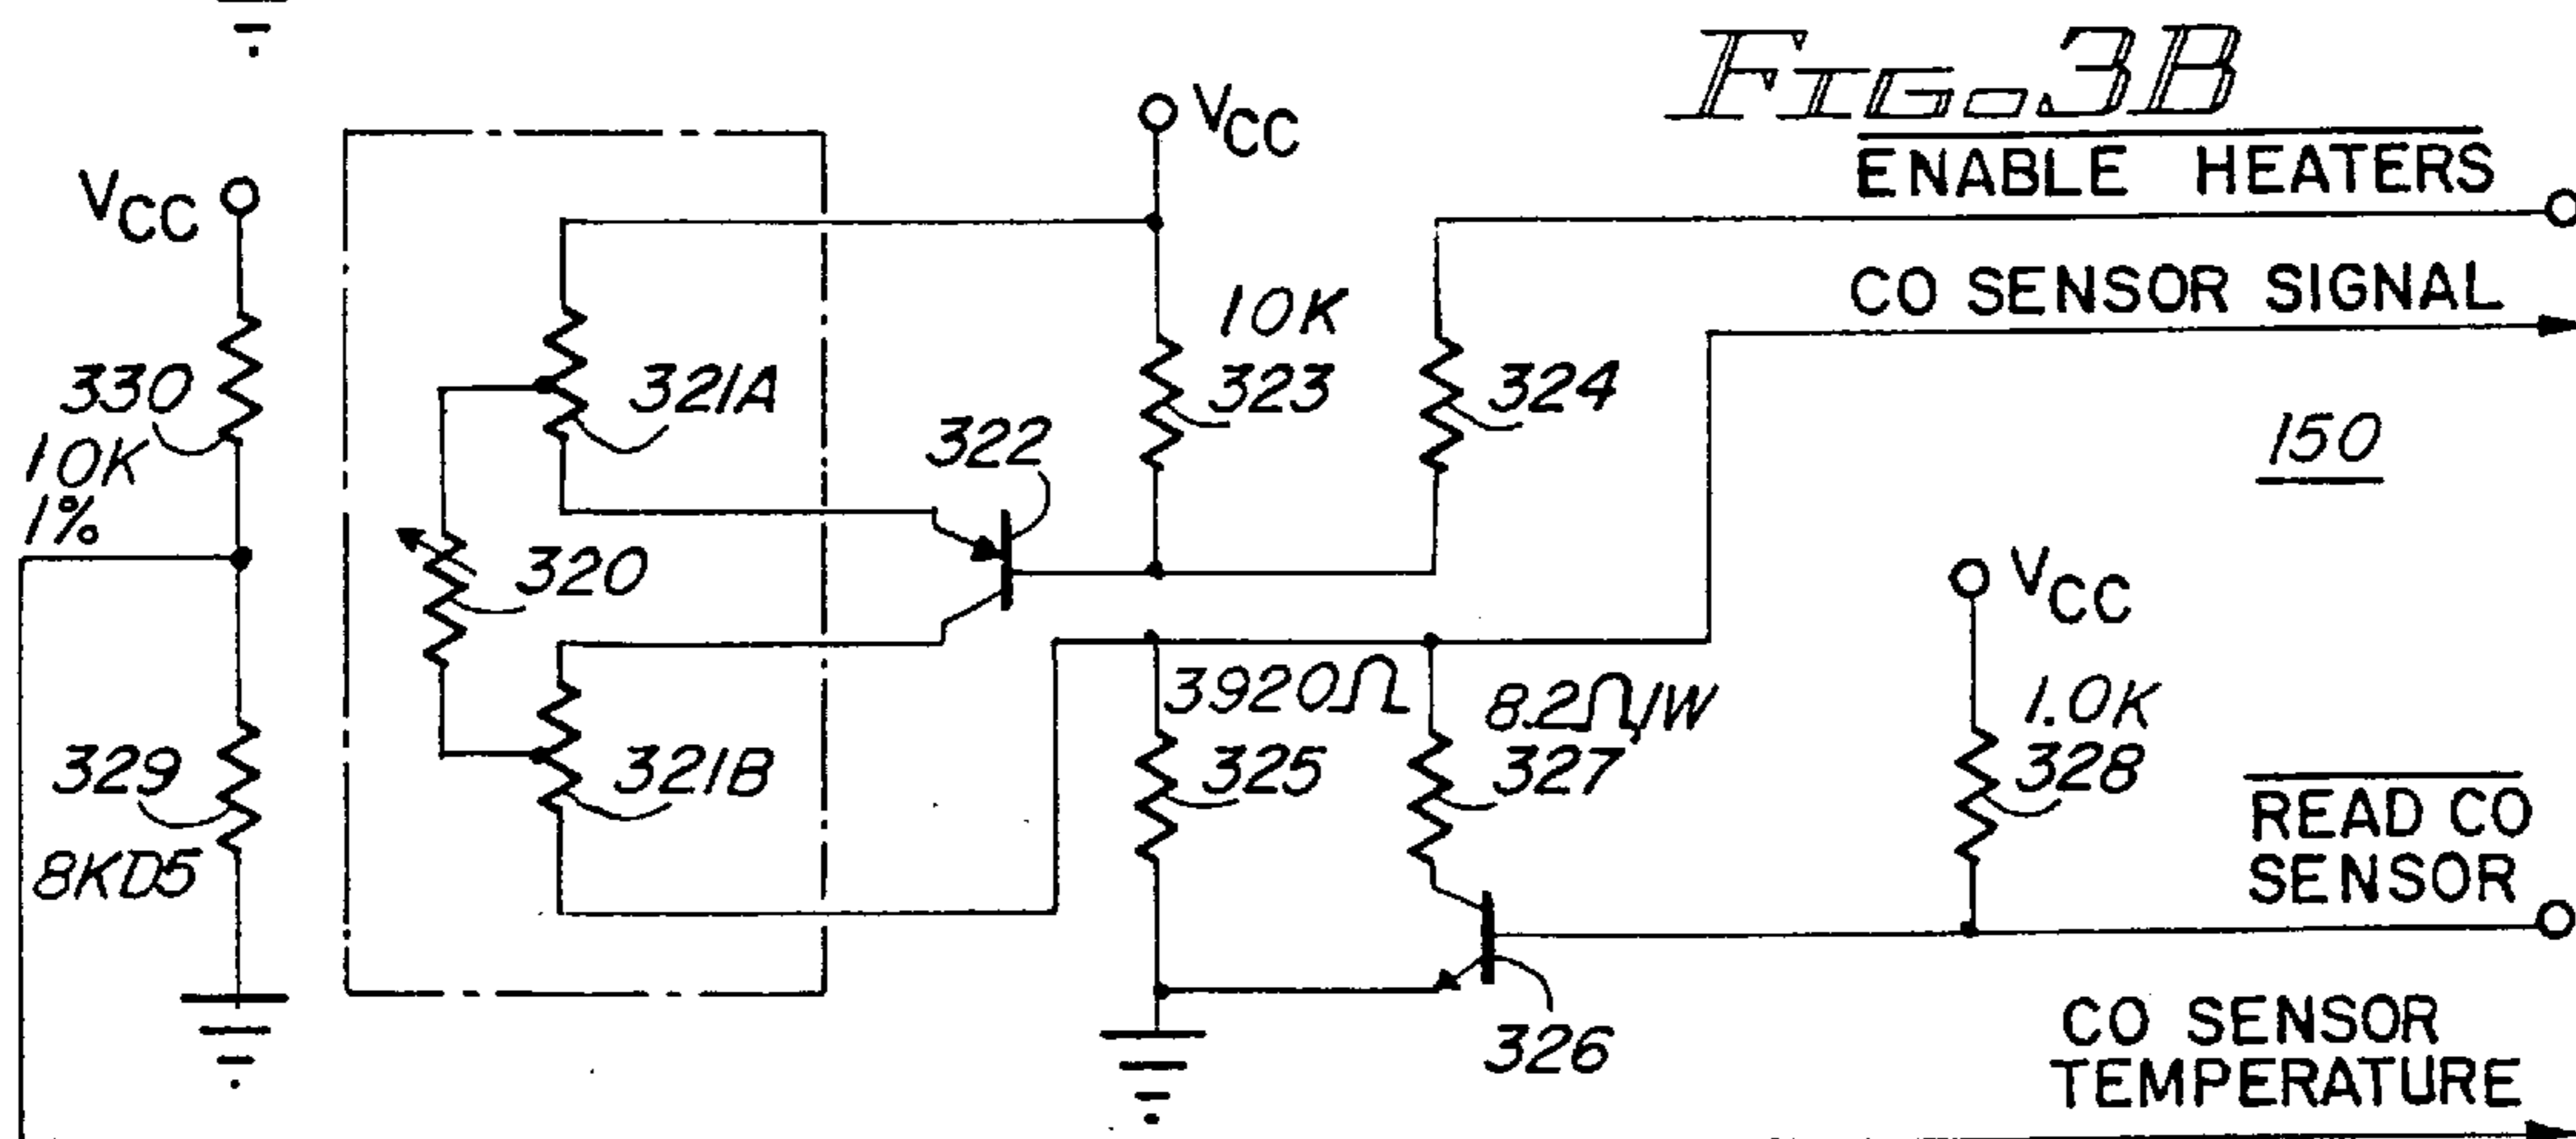 FIG. 3B
VCC
VCC
ENABLE HEATERS
CO SENSOR SIGNAL
10K
323
324
330
10K
1%
321A
322
150
320
VCC
3920Ω
325
8.2Ω/1W
327
1.0K
328
329
8KD5
321B
READ CO
SENSOR
326
CO SENSOR
TEMPERATURE